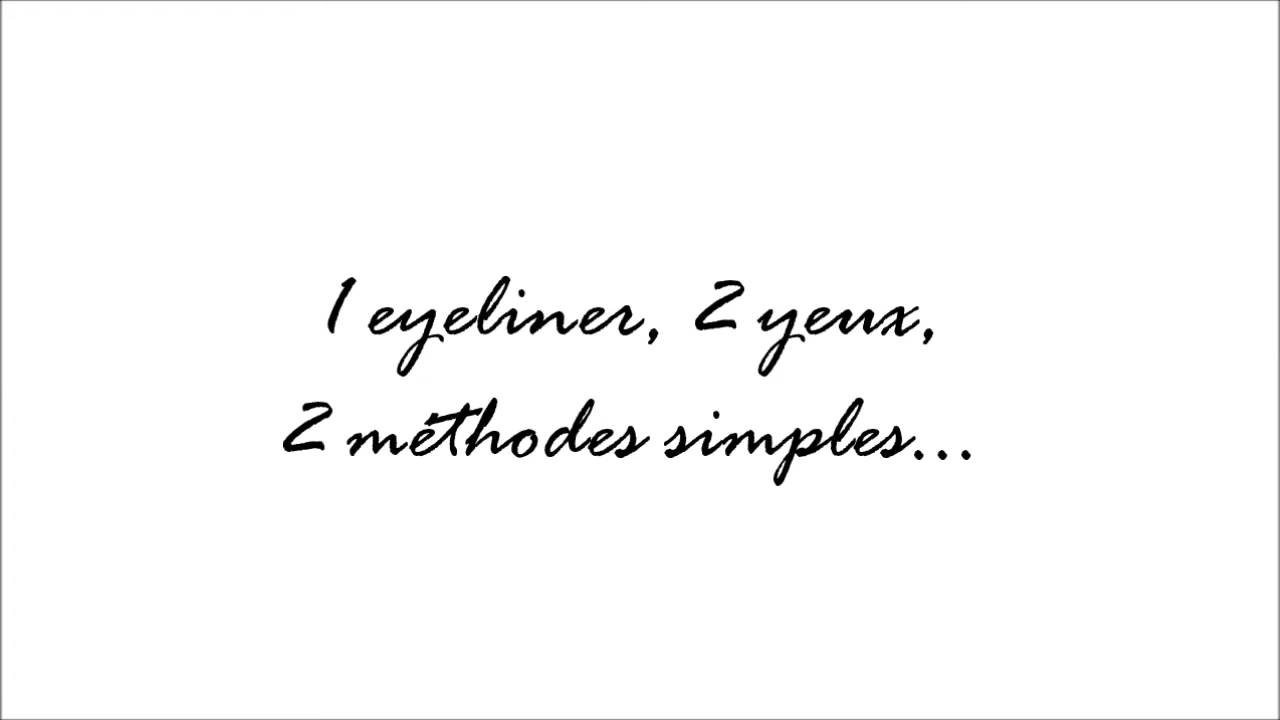 1 eyeliner, 2 yeux,
2 méthodes simples...